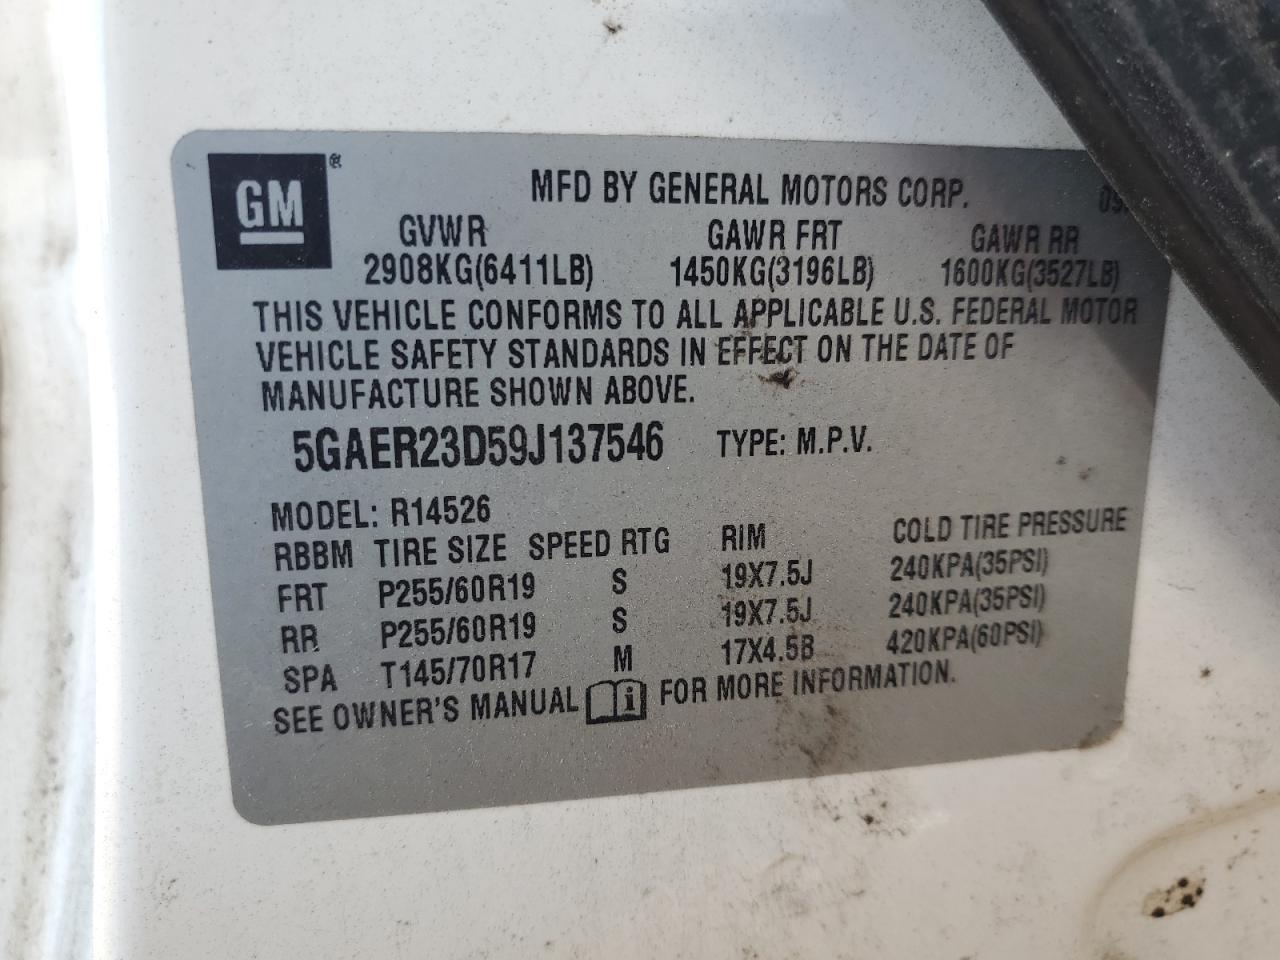 GM ®
MFD BY GENERAL MOTORS CORP.
GVWR GAWR FRT GAWR RR
2908KG(6411LB) 1450KG(3196LB) 1600KG(3527LB)
THIS VEHICLE CONFORMS TO ALL APPLICABLE U.S. FEDERAL MOTOR
VEHICLE SAFETY STANDARDS IN EFFECT ON THE DATE OF
MANUFACTURE SHOWN ABOVE.
5GAER23D59J137546 TYPE: M.P.V.
MODEL: R14526
RBBM TIRE SIZE SPEED RTG RIM COLD TIRE PRESSURE
FRT P255/60R19 S 19X7.5J 240KPA(35PSI)
RR P255/60R19 S 19X7.5J 240KPA(35PSI)
SPA T145/70R17 M 17X4.5B 420KPA(60PSI)
SEE OWNER'S MANUAL i FOR MORE INFORMATION.